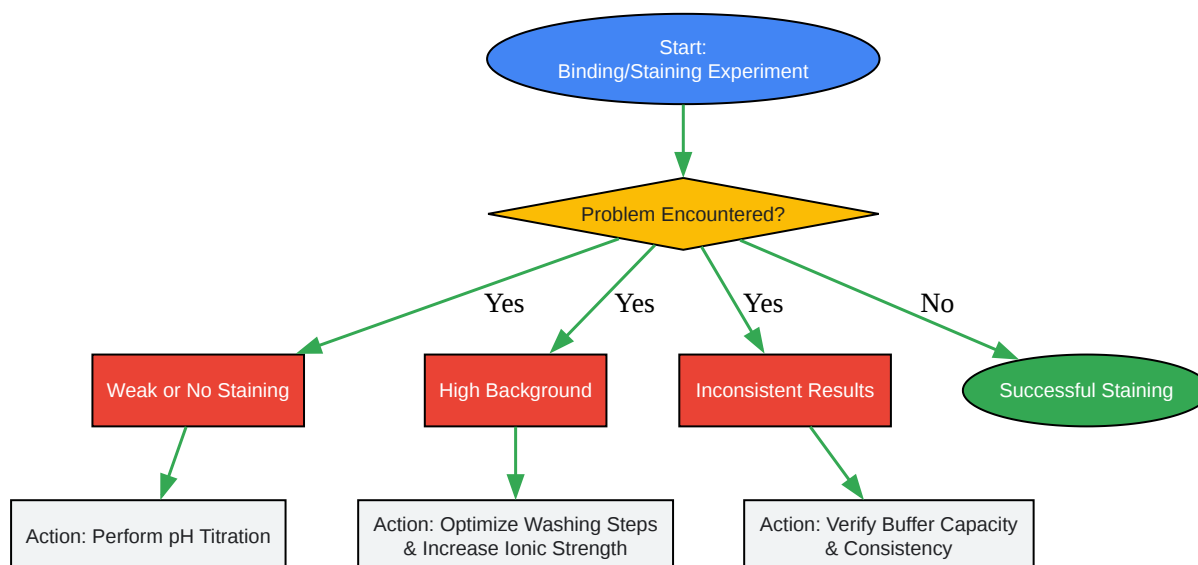 Start:
Binding/Staining Experiment
Problem Encountered?
Yes
Yes
Yes
No
Weak or No Staining
High Background
Inconsistent Results
Successful Staining
Action: Perform pH Titration
Action: Optimize Washing Steps
& Increase Ionic Strength
Action: Verify Buffer Capacity
& Consistency